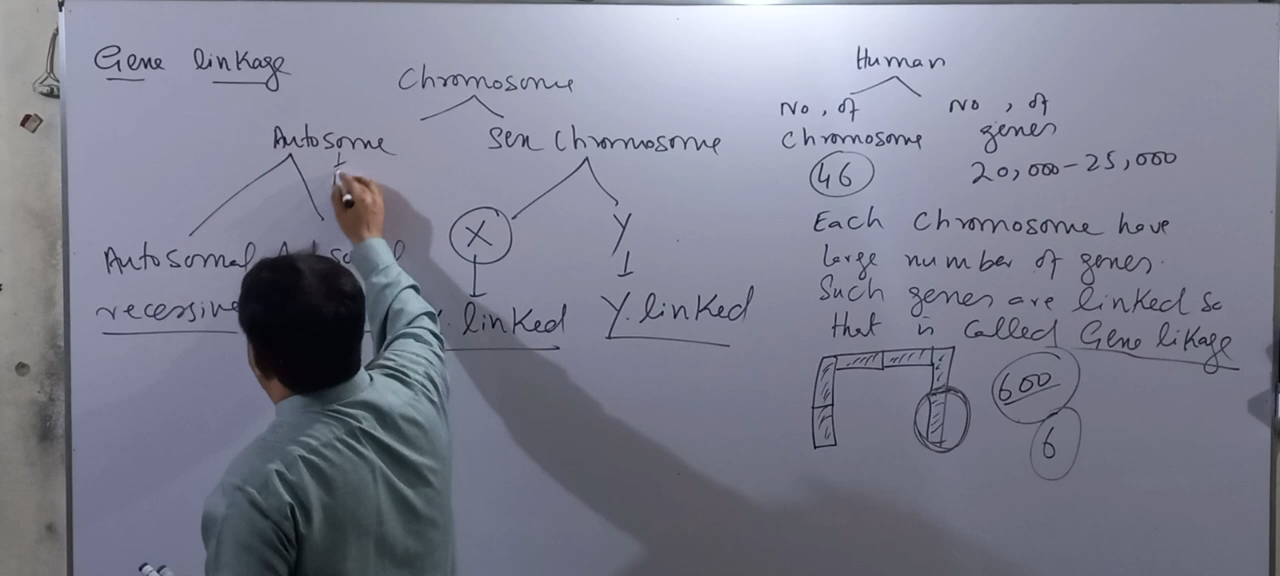 Gene linkage
Chromosome
Autosome
Sex Chromosome
X
Y
Autosomal
recessive
linked
Y. linked
Human
No, of
Chromosome
46
No, of
genes
20,000-25,000
Each Chromosome have
large number of genes.
Such genes are linked so
that is called Gene likage
600
6